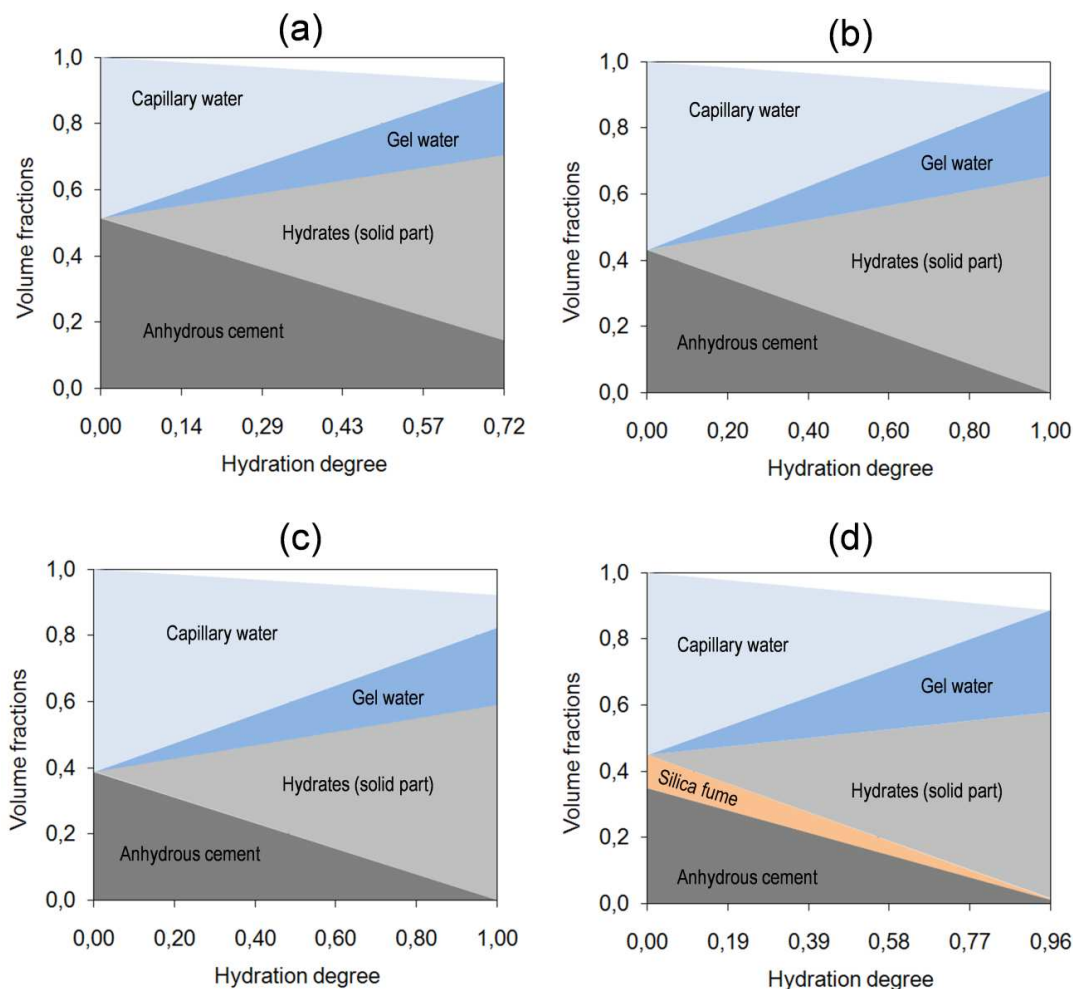 (a)
1,0
0,8
0,6
0,4
0,2
0,0
Volume fractions
Capillary water
Gel water
Hydrates (solid part)
Anhydrous cement
0,00 0,14 0,29 0,43 0,57 0,72
Hydration degree
(b)
1,0
0,8
0,6
0,4
0,2
0,0
Volume fractions
Capillary water
Gel water
Hydrates (solid part)
Anhydrous cement
0,00 0,20 0,40 0,60 0,80 1,00
Hydration degree
(c)
1,0
0,8
0,6
0,4
0,2
0,0
Volume fractions
Capillary water
Gel water
Hydrates (solid part)
Anhydrous cement
0,00 0,20 0,40 0,60 0,80 1,00
Hydration degree
(d)
1,0
0,8
0,6
0,4
0,2
0,0
Volume fractions
Capillary water
Gel water
Silica fume
Hydrates (solid part)
Anhydrous cement
0,00 0,19 0,39 0,58 0,77 0,96
Hydration degree